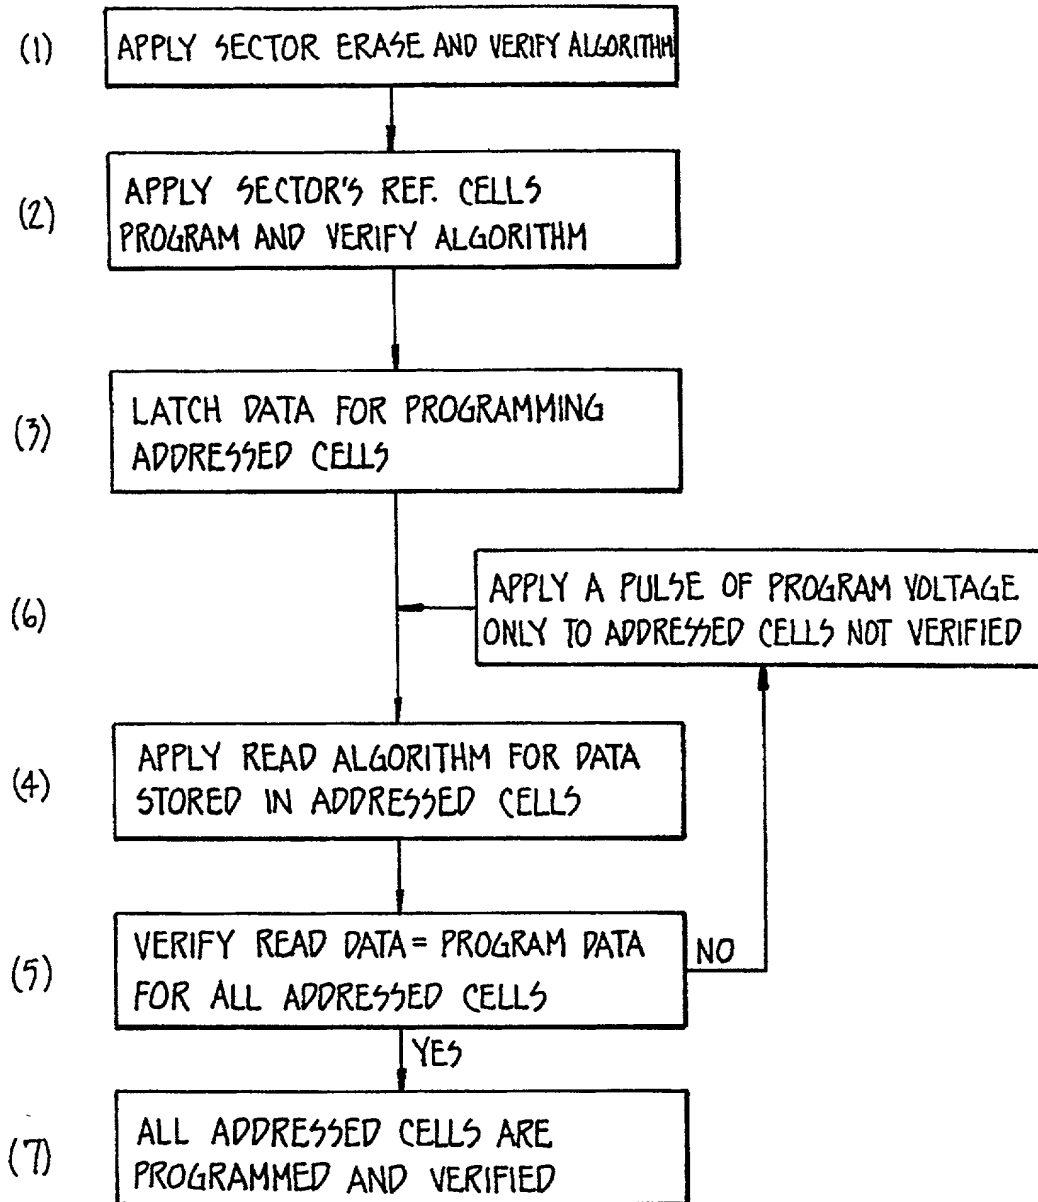 (1)
APPLY SECTOR ERASE AND VERIFY ALGORITHM
(2)
APPLY SECTOR'S REF. CELLS
PROGRAM AND VERIFY ALGORITHM
(3)
LATCH DATA FOR PROGRAMMING
ADDRESSED CELLS
(6)
APPLY A PULSE OF PROGRAM VOLTAGE
ONLY TO ADDRESSED CELLS NOT VERIFIED
(4)
APPLY READ ALGORITHM FOR DATA
STORED IN ADDRESSED CELLS
(5)
VERIFY READ DATA = PROGRAM DATA
FOR ALL ADDRESSED CELLS
NO
YES
(7)
ALL ADDRESSED CELLS ARE
PROGRAMMED AND VERIFIED